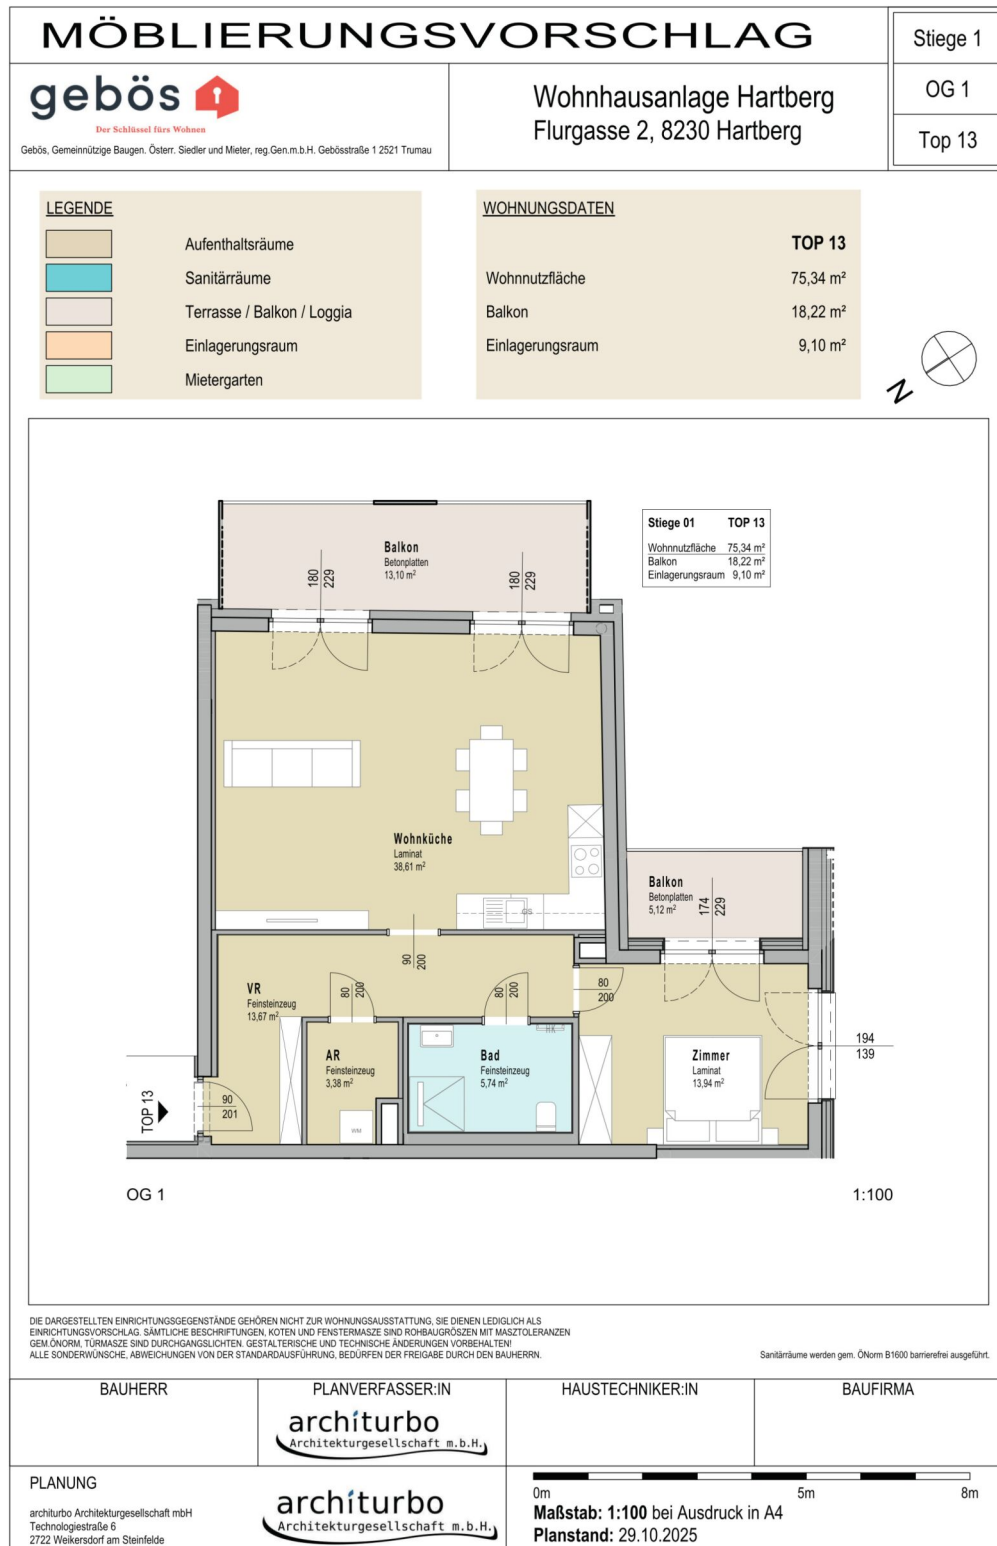 MÖBLIERUNGSVORSCHLAG
Stiege 1
OG 1
Top 13
gebös
Der Schlüssel fürs Wohnen
Gebös, Gemeinnützige Baugen. Österr. Siedler und Mieter, reg.Gen.m.b.H. Gebösstraße 1 2521 Trumau
Wohnhausanlage Hartberg
Flurgasse 2, 8230 Hartberg
LEGENDE
Aufenthaltsräume
Sanitärräume
Terrasse / Balkon / Loggia
Einlagerungsraum
Mietergarten
WOHNUNGSDATEN
TOP 13
Wohnnutzfläche 75,34 m²
Balkon 18,22 m²
Einlagerungsraum 9,10 m²
N
Stiege 01 TOP 13
Wohnnutzfläche 75,34 m²
Balkon 18,22 m²
Einlagerungsraum 9,10 m²
Balkon
Betonplatten
13,10 m²
180
229
180
229
Wohnküche
Laminat
38,61 m²
GS
Balkon
Betonplatten
5,12 m²
174
229
90
200
VR
Feinsteinzeug
13,67 m²
80
200
80
200
80
200
AR
Feinsteinzeug
3,38 m²
WM
Bad
Feinsteinzeug
5,74 m²
Zimmer
Laminat
13,94 m²
194
139
TOP 13
90
201
OG 1
1:100
DIE DARGESTELLTEN EINRICHTUNGSGEGENSTÄNDE GEHÖREN NICHT ZUR WOHNUNGSAUSSTATTUNG, SIE DIENEN LEDIGLICH ALS
EINRICHTUNGSVORSCHLAG. SÄMTLICHE BESCHRIFTUNGEN, KOTEN UND FENSTERMASZE SIND ROHBAUGRÖSZEN MIT MASZTOLERANZEN
GEM.ÖNORM, TÜRMASZE SIND DURCHGANGSLICHTEN. GESTALTERISCHE UND TECHNISCHE ÄNDERUNGEN VORBEHALTEN!
ALLE SONDERWÜNSCHE, ABWEICHUNGEN VON DER STANDARDAUSFÜHRUNG, BEDÜRFEN DER FREIGABE DURCH DEN BAUHERRN.
Sanitärräume werden gem. ÖNorm B1600 barrierefrei ausgeführt.
BAUHERR
PLANVERFASSER:IN
HAUSTECHNIKER:IN
BAUFIRMA
architurbo
Architekturgesellschaft m.b.H.
PLANUNG
architurbo Architekturgesellschaft mbH
Technologiestraße 6
2722 Weikersdorf am Steinfelde
architurbo
Architekturgesellschaft m.b.H.
0m 5m 8m
Maßstab: 1:100 bei Ausdruck in A4
Planstand: 29.10.2025